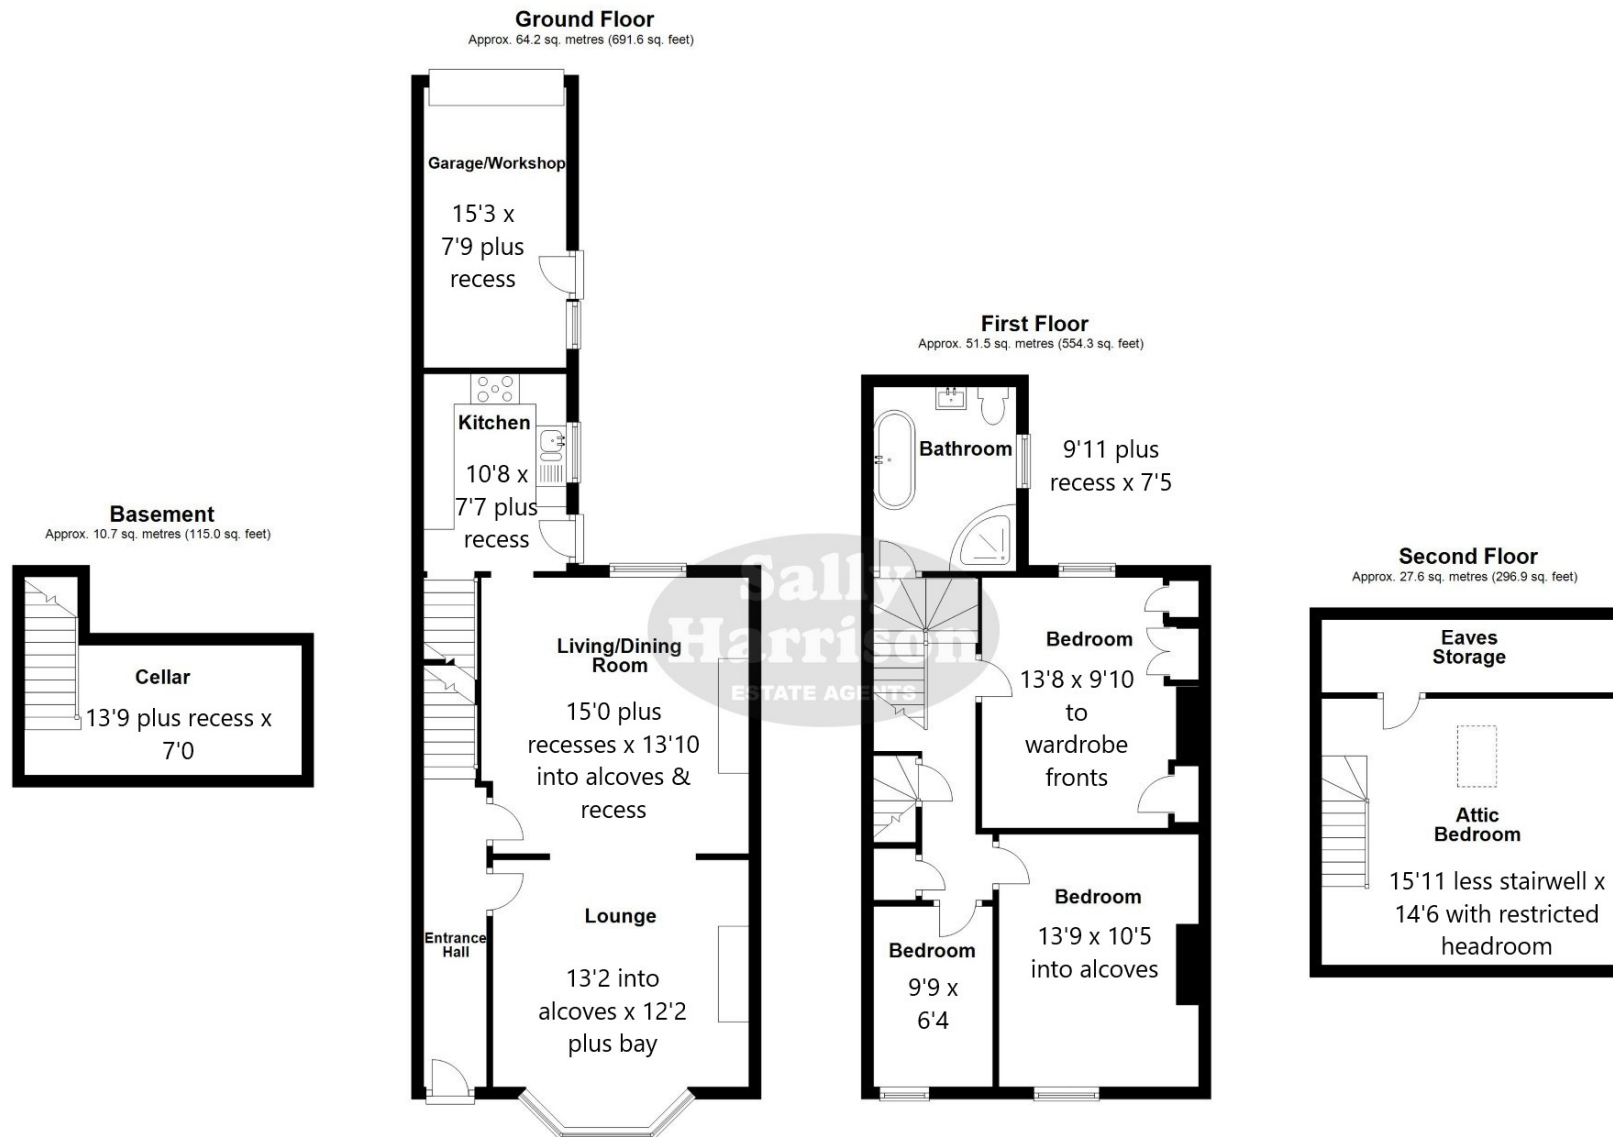 Ground Floor
Approx. 64.2 sq. metres (691.6 sq. feet)
Garage/Workshop
15'3 x
7'9 plus
recess
Kitchen
10'8 x
7'7 plus
recess
Living/Dining
Room
15'0 plus
recesses x 13'10
into alcoves &
recess
Lounge
13'2 into
alcoves x 12'2
plus bay
Entrance
Hall
Basement
Approx. 10.7 sq. metres (115.0 sq. feet)
Cellar
13'9 plus recess x
7'0
First Floor
Approx. 51.5 sq. metres (554.3 sq. feet)
Bathroom
9'11 plus
recess x 7'5
Bedroom
13'8 x 9'10
to
wardrobe
fronts
Bedroom
13'9 x 10'5
into alcoves
Bedroom
9'9 x
6'4
Second Floor
Approx. 27.6 sq. metres (296.9 sq. feet)
Eaves
Storage
Attic
Bedroom
15'11 less stairwell x
14'6 with restricted
headroom
Sally
Harrison
ESTATE AGENTS